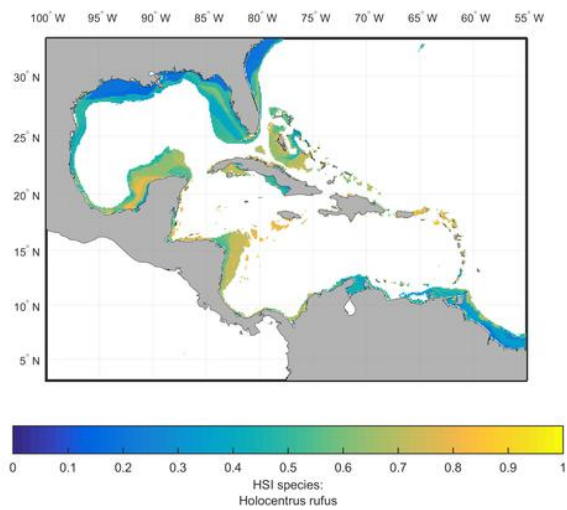 100° W 95° W 90° W 85° W 80° W 75° W 70° W 65° W 60° W 55° W
30° N
25° N
20° N
15° N
10° N
5° N
0 0.1 0.2 0.3 0.4 0.5 0.6 0.7 0.8 0.9 1
HSI species:
Holocentrus rufus